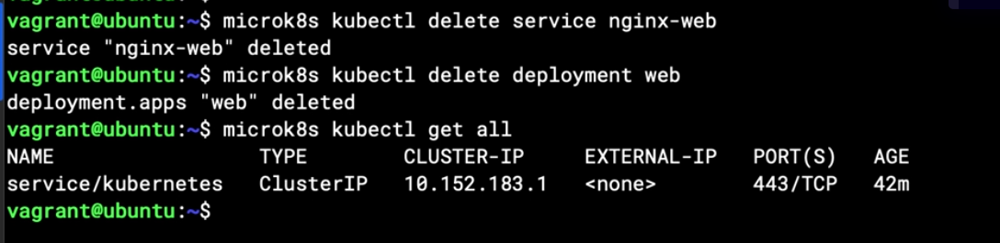 vagrant@ubuntu:~$ microk8s kubectl delete service nginx-web
service "nginx-web" deleted
vagrant@ubuntu:~$ microk8s kubectl delete deployment web
deployment.apps "web" deleted
vagrant@ubuntu:~$ microk8s kubectl get all
NAME TYPE CLUSTER-IP EXTERNAL-IP PORT(S) AGE
service/kubernetes ClusterIP 10.152.183.1 <none> 443/TCP 42m
vagrant@ubuntu:~$